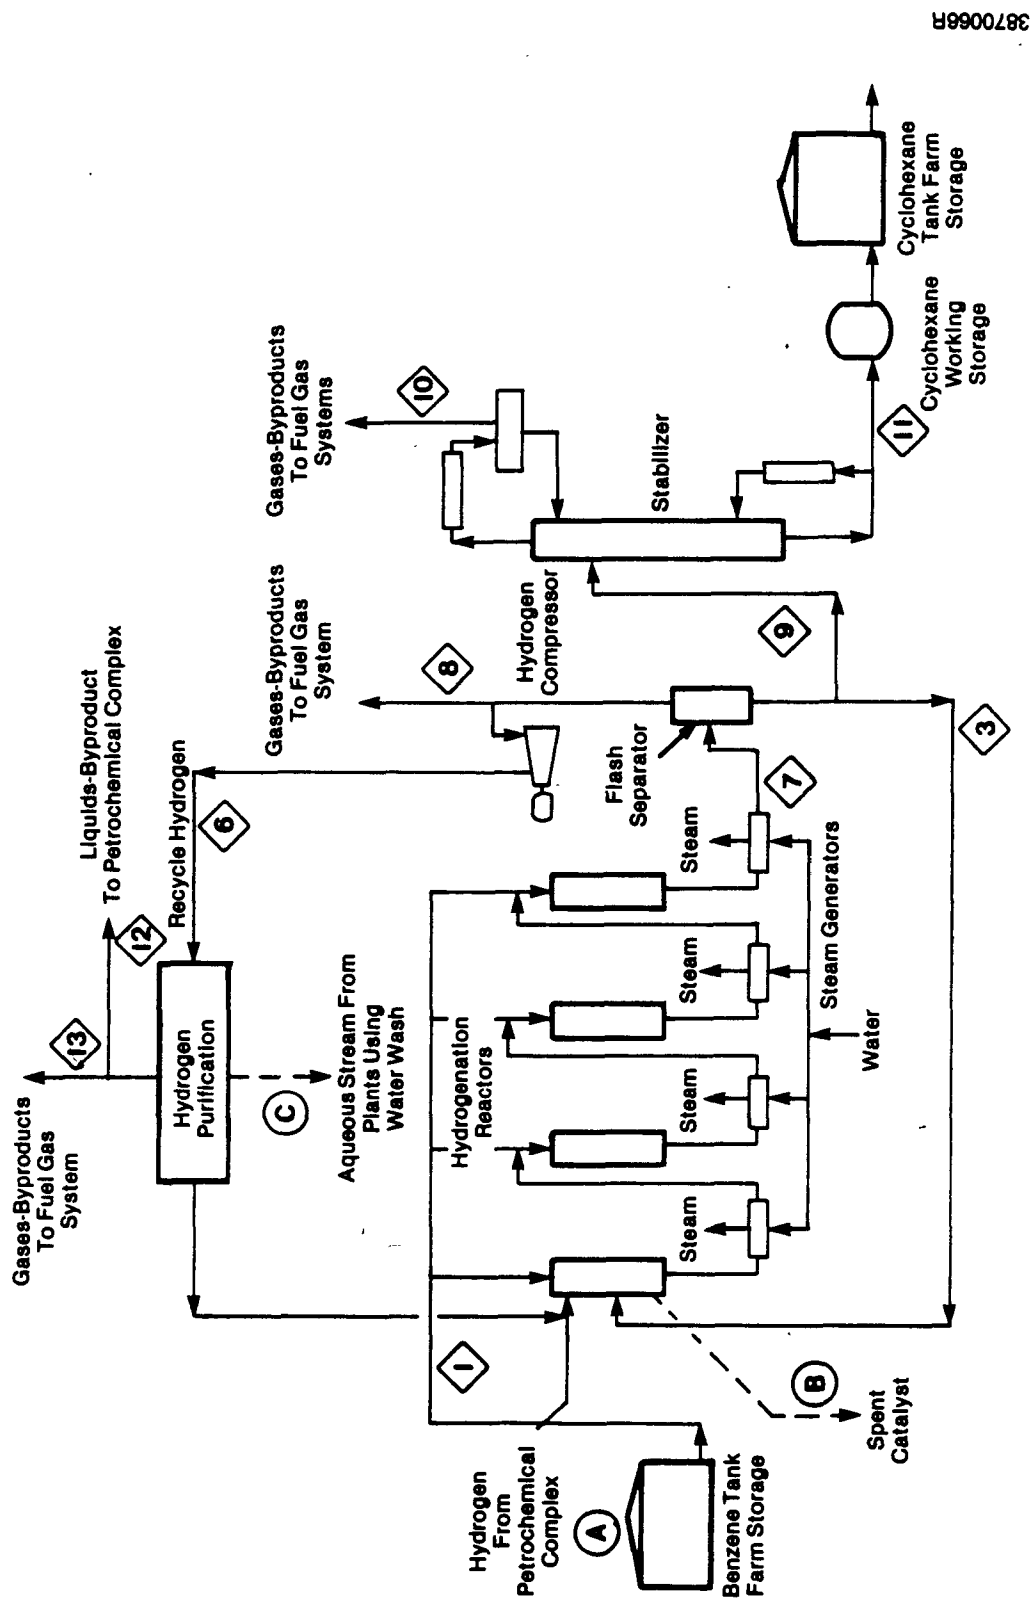 Gases-Byproducts
To Fuel Gas
System
13
12
Liquids-Byproduct
To Petrochemical Complex
Hydrogen
Purification
Recycle Hydrogen
6
C
Aqueous Stream From
Plants Using
Water Wash
Gases-Byproducts
To Fuel Gas
System
8
Gases-Byproducts
To Fuel Gas
Systems
10
Hydrogen
Compressor
Stabilizer
1
Hydrogen
From
Petrochemical
Complex
A
Benzene Tank
Farm Storage
Hydrogenation
Reactors
Steam
Steam
Steam
Steam
Flash
Separator
7
9
11
Steam Generators
Water
B
Spent
Catalyst
3
Cyclohexane
Working
Storage
Cyclohexane
Tank Farm
Storage
3870066R